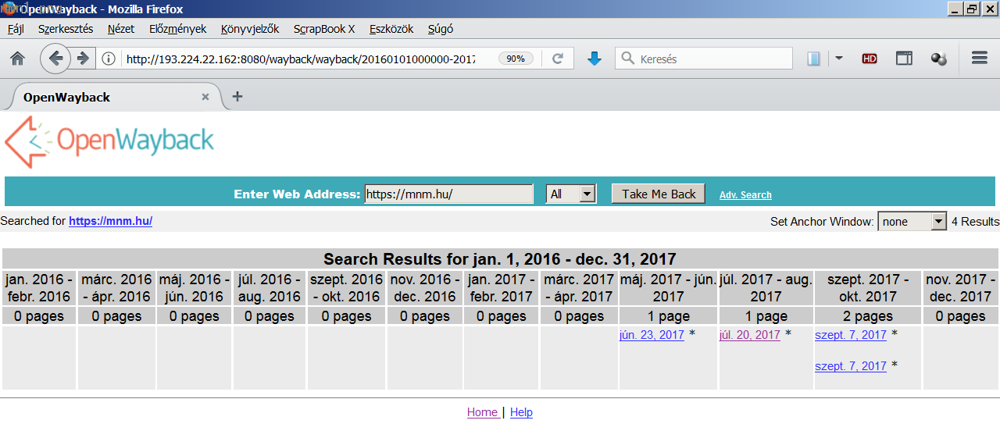 OpenWayback - Mozilla Firefox
Fájl Szerkesztés Nézet Előzmények Könyvjelzők ScrapBook X Eszközök Súgó
http://193.224.22.162:8080/wayback/wayback/20160101000000-2017 90% Keresés HD
OpenWayback
OpenWayback
Enter Web Address: https://mnm.hu/ All Take Me Back Adv. Search
Searched for https://mnm.hu/ Set Anchor Window: none 4 Results
Search Results for jan. 1, 2016 - dec. 31, 2017
jan. 2016 - márc. 2016 máj. 2016 - júl. 2016 - szept. 2016 nov. 2016 - jan. 2017 - márc. 2017 máj. 2017 - jún. júl. 2017 - aug. szept. 2017 - nov. 2017 -
febr. 2016 - ápr. 2016 jún. 2016 aug. 2016 - okt. 2016 dec. 2016 febr. 2017 - ápr. 2017 2017 2017 okt. 2017 dec. 2017
0 pages 0 pages 0 pages 0 pages 0 pages 0 pages 0 pages 0 pages 1 page 1 page 2 pages 0 pages
jún. 23, 2017 * júl. 20, 2017 * szept. 7, 2017 *
szept. 7, 2017 *
Home | Help